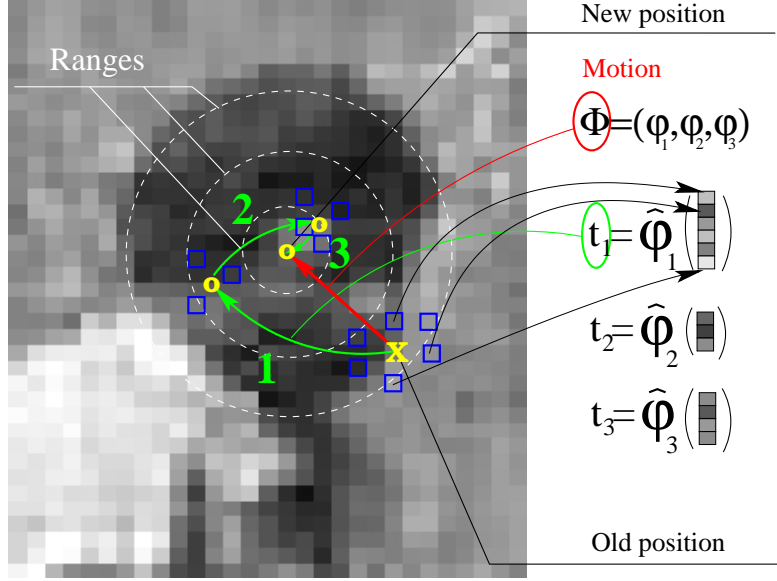 New position
Ranges
Motion
Φ=(φ₁,φ₂,φ₃)
2
t₁=φ̂₁( )
o
o
3
o
t₂=φ̂₂( )
x
1
t₃=φ̂₃( )
Old position